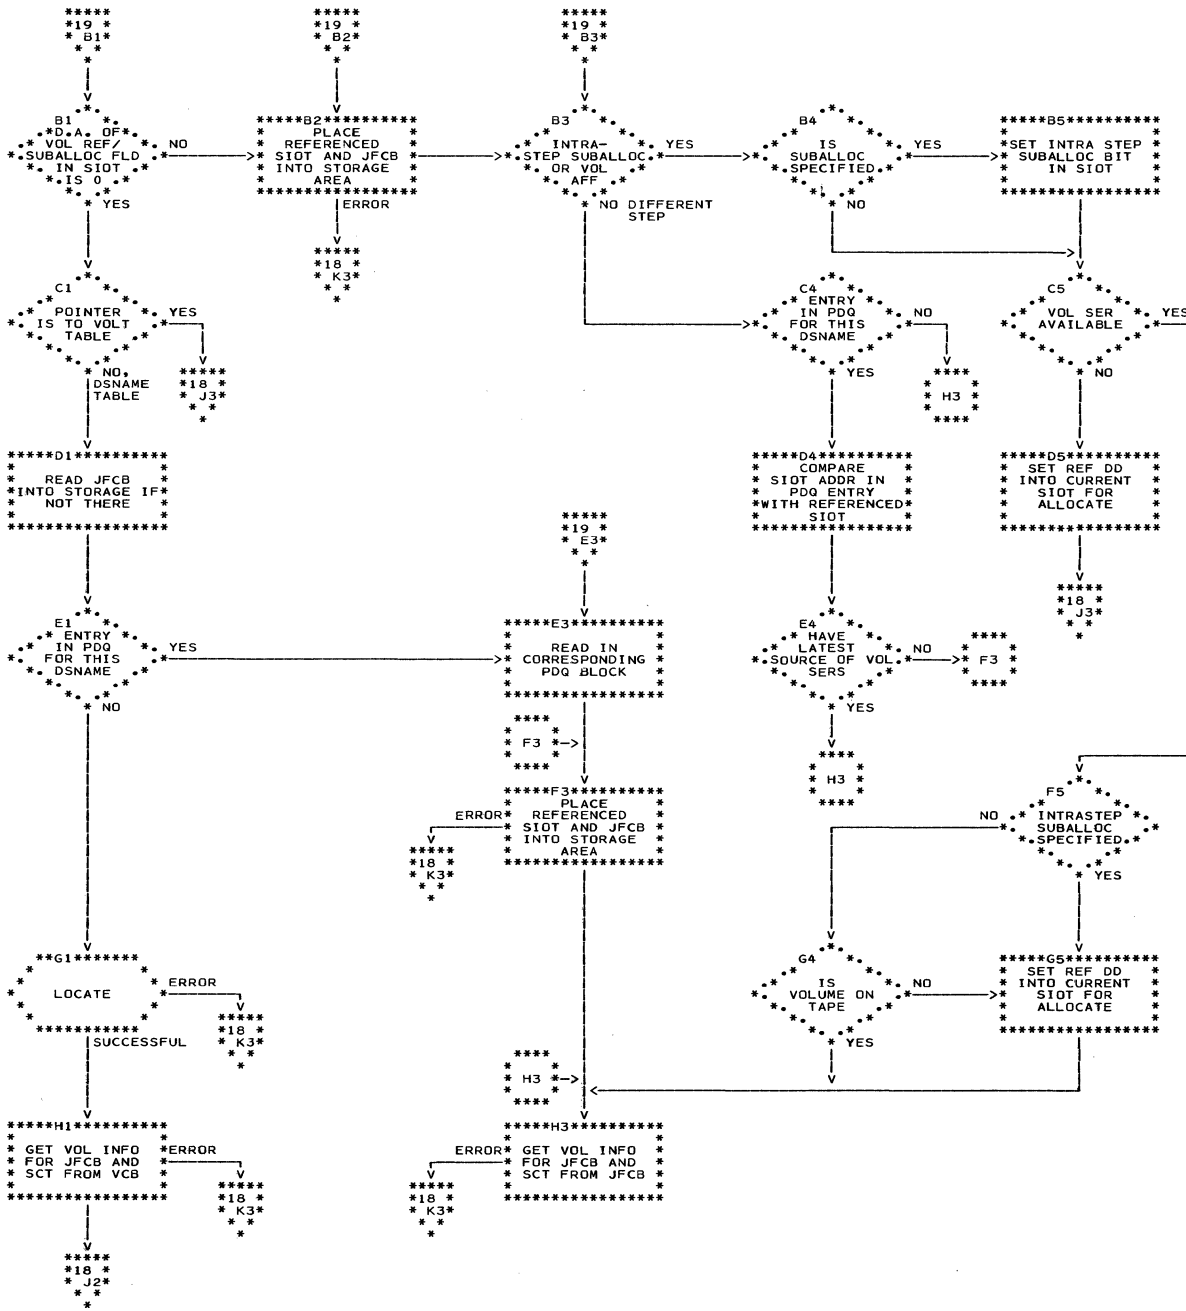 19
B1
19
B2
19
B3
B1
D.A. OF
VOL REF/
SUBALLOC FLD
IN SIOT
IS 0
NO
YES
B2
PLACE
REFERENCED
SIOT AND JFCB
INTO STORAGE
AREA
ERROR
18
K3
B3
INTRA-
STEP SUBALLOC
OR VOL
AFF
YES
NO DIFFERENT
STEP
B4
IS
SUBALLOC
SPECIFIED
YES
NO
B5
SET INTRA STEP
SUBALLOC BIT
IN SIOT
C1
POINTER
IS TO VOLT
TABLE
YES
NO,
DSNAME
TABLE
18
J3
C4
ENTRY
IN PDQ
FOR THIS
DSNAME
NO
YES
H3
C5
VOL SER
AVAILABLE
YES
NO
D1
READ JFCB
INTO STORAGE IF
NOT THERE
D4
COMPARE
SIOT ADDR IN
PDQ ENTRY
WITH REFERENCED
SIOT
D5
SET REF DD
INTO CURRENT
SIOT FOR
ALLOCATE
18
J3
19
E3
E1
ENTRY
IN PDQ
FOR THIS
DSNAME
YES
NO
E3
READ IN
CORRESPONDING
PDQ BLOCK
E4
HAVE
LATEST
SOURCE OF VOL
SERS
NO
F3
YES
H3
F3
F3
PLACE
REFERENCED
SIOT AND JFCB
INTO STORAGE
AREA
ERROR
18
K3
F5
INTRASTEP
SUBALLOC
SPECIFIED
NO
YES
G1
LOCATE
ERROR
18
K3
SUCCESSFUL
G4
IS
VOLUME ON
TAPE
NO
YES
G5
SET REF DD
INTO CURRENT
SIOT FOR
ALLOCATE
H3
H1
GET VOL INFO
FOR JFCB AND
SCT FROM VCB
ERROR
18
K3
H3
GET VOL INFO
FOR JFCB AND
SCT FROM JFCB
ERROR
18
K3
18
J2